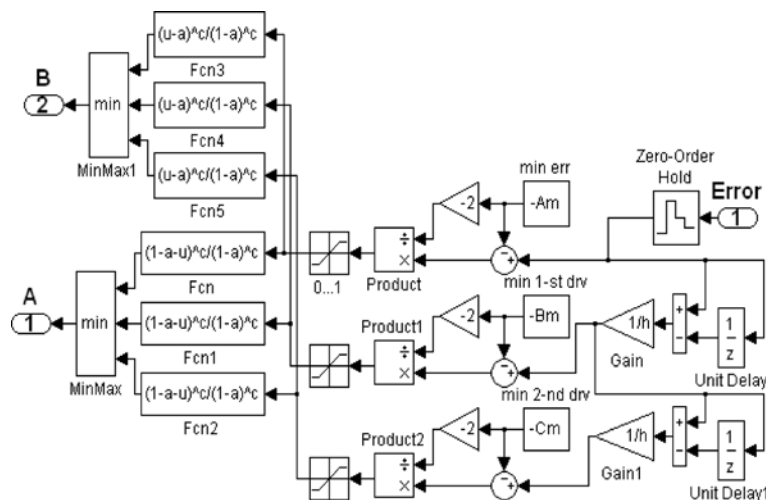 (u-a)^c/(1-a)^c
Fcn3
B
2
min
(u-a)^c/(1-a)^c
Fcn4
MinMax1
(u-a)^c/(1-a)^c
Fcn5
min err
Zero-Order
Hold
Error
1
-2
-Am
÷
×
Product
0...1
(1-a-u)^c/(1-a)^c
Fcn
A
1
min
(1-a-u)^c/(1-a)^c
Fcn1
MinMax
(1-a-u)^c/(1-a)^c
Fcn2
- +
min 1-st drv
Product1
-2
-Bm
÷
×
- +
1/h
Gain
+
-
1
z
Unit Delay
min 2-nd drv
Product2
-2
-Cm
÷
×
- +
1/h
Gain1
+
-
1
z
Unit Delay1